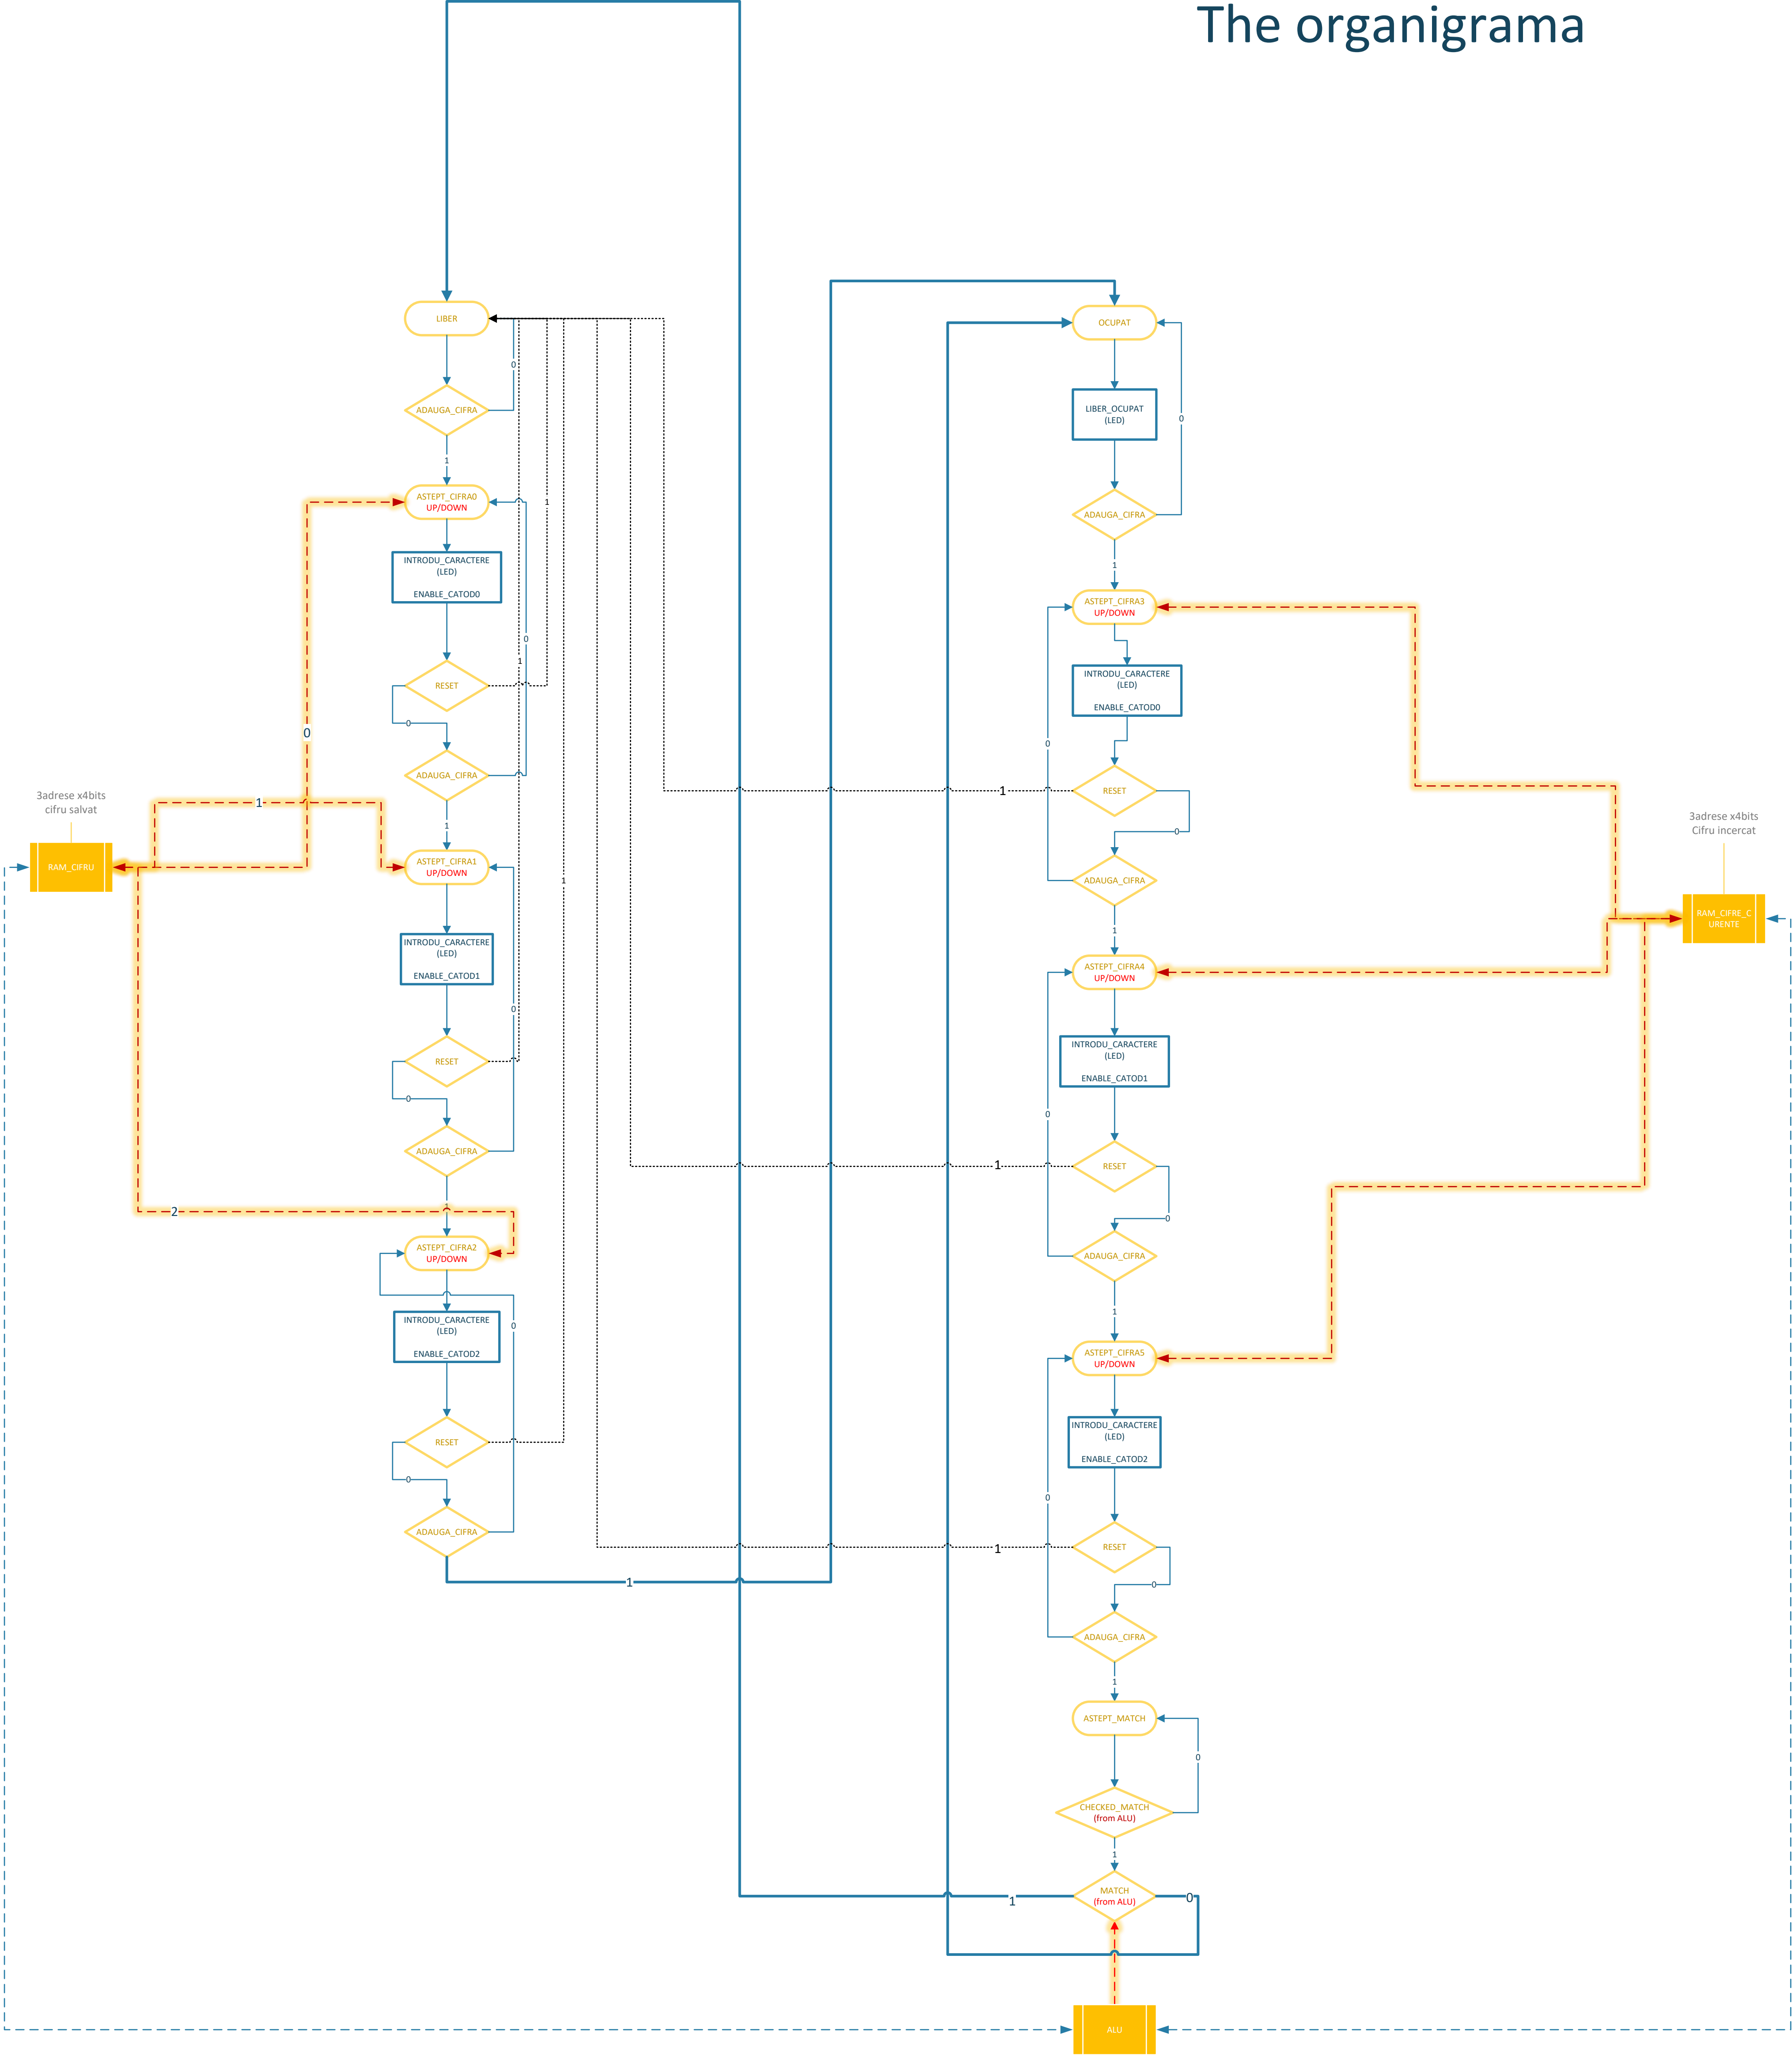 The organigrama
LIBER
0
ADAUGA_CIFRA
1
ASTEPT_CIFRA0
UP/DOWN
1
INTRODU_CARACTERE
(LED)
ENABLE_CATOD0
0
1
RESET
0
0
ADAUGA_CIFRA
3adrese x4bits
cifru salvat
1
1
RAM_CIFRU
ASTEPT_CIFRA1
UP/DOWN
1
INTRODU_CARACTERE
(LED)
ENABLE_CATOD1
0
RESET
0
ADAUGA_CIFRA
2
ASTEPT_CIFRA2
UP/DOWN
INTRODU_CARACTERE
(LED)
ENABLE_CATOD2
0
RESET
0
ADAUGA_CIFRA
1
OCUPAT
LIBER_OCUPAT
(LED)
0
ADAUGA_CIFRA
1
ASTEPT_CIFRA3
UP/DOWN
INTRODU_CARACTERE
(LED)
ENABLE_CATOD0
0
1
RESET
0
ADAUGA_CIFRA
1
3adrese x4bits
Cifru incercat
RAM_CIFRE_C
URENTE
ASTEPT_CIFRA4
UP/DOWN
INTRODU_CARACTERE
(LED)
ENABLE_CATOD1
0
1
RESET
0
ADAUGA_CIFRA
1
ASTEPT_CIFRA5
UP/DOWN
INTRODU_CARACTERE
(LED)
ENABLE_CATOD2
0
1
RESET
0
ADAUGA_CIFRA
1
ASTEPT_MATCH
0
CHECKED_MATCH
(from ALU)
1
MATCH
(from ALU)
1
0
ALU